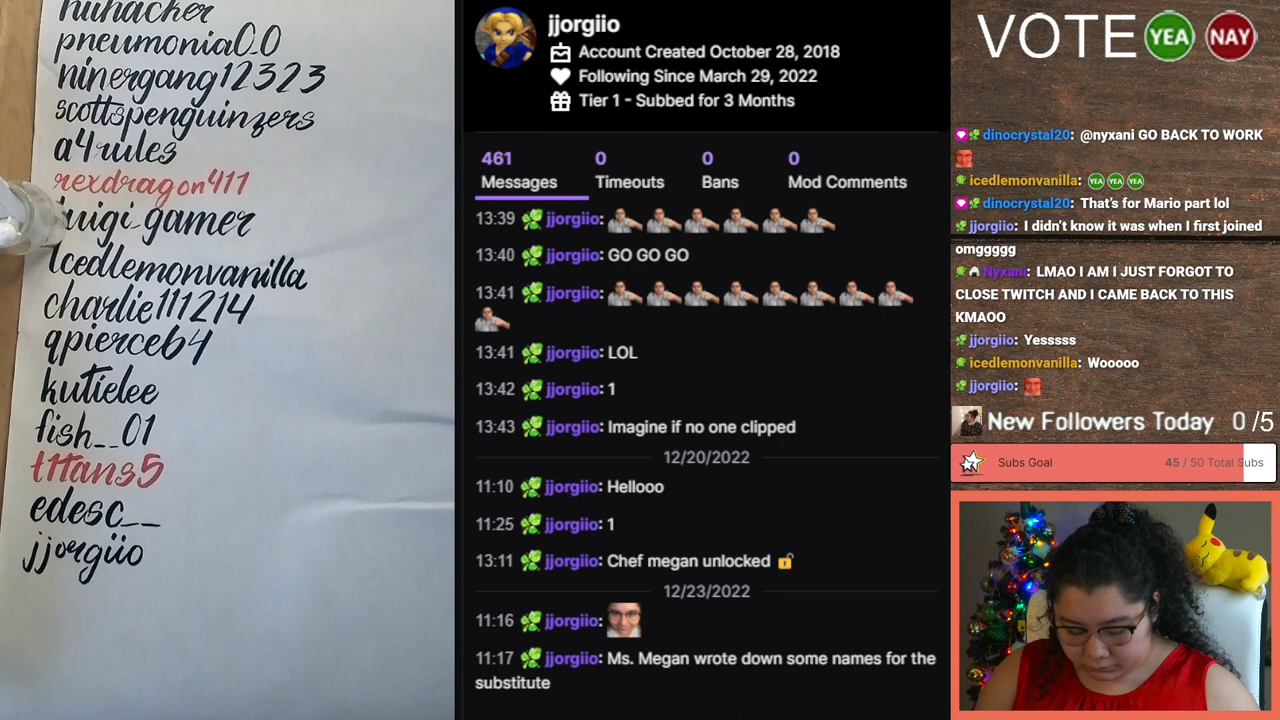 huhacker
pneumonia00
ninergang12323
scottspenguinzers
a4rules
rexdragon411
luigi_gamer
Icedlemonvanilla
charlie111214
qpierce64
kutielee
fish__01
t1tans5
edesc__
jjorgiio
jjorgiio
Account Created October 28, 2018
Following Since March 29, 2022
Tier 1 - Subbed for 3 Months
461 0 0 0
Messages Timeouts Bans Mod Comments
13:39 jjorgiio:
13:40 jjorgiio: GO GO GO
13:41 jjorgiio:
13:41 jjorgiio: LOL
13:42 jjorgiio: 1
13:43 jjorgiio: Imagine if no one clipped
12/20/2022
11:10 jjorgiio: Hellooo
11:25 jjorgiio: 1
13:11 jjorgiio: Chef megan unlocked
12/23/2022
11:16 jjorgiio:
11:17 jjorgiio: Ms. Megan wrote down some names for the
substitute
VOTE YEA NAY
dinocrystal20: @nyxani GO BACK TO WORK
icedlemonvanilla: YEA YEA YEA
dinocrystal20: That's for Mario part lol
jjorgiio: I didn't know it was when I first joined
omggggg
Nyxani: LMAO I AM I JUST FORGOT TO
CLOSE TWITCH AND I CAME BACK TO THIS
KMAOO
jjorgiio: Yesssss
icedlemonvanilla: Wooooo
jjorgiio:
New Followers Today 0 /5
Subs Goal 45 / 50 Total Subs